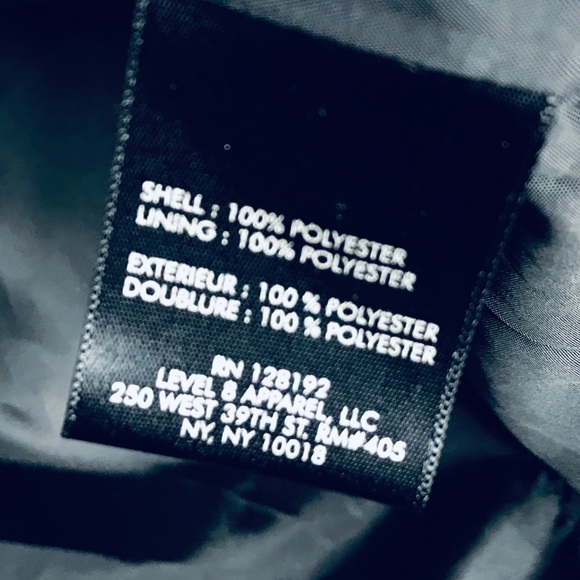 SHELL : 100% POLYESTER
LINING : 100% POLYESTER
EXTERIEUR : 100 % POLYESTER
DOUBLURE : 100 % POLYESTER
RN 128192
LEVEL 8 APPAREL, LLC
250 WEST 39TH ST. RM#405
NY, NY 10018